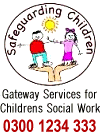 Safeguarding Children
Gateway Services for
Childrens Social Work
0300 1234 333